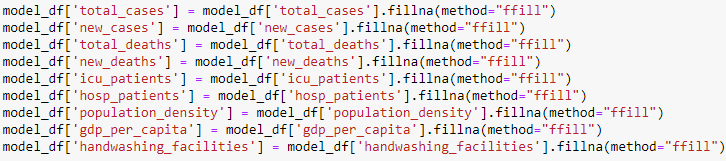 model_df['total_cases'] = model_df['total_cases'].fillna(method="ffill")
model_df['new_cases'] = model_df['new_cases'].fillna(method="ffill")
model_df['total_deaths'] = model_df['total_deaths'].fillna(method="ffill")
model_df['new_deaths'] = model_df['new_deaths'].fillna(method="ffill")
model_df['icu_patients'] = model_df['icu_patients'].fillna(method="ffill")
model_df['hosp_patients'] = model_df['hosp_patients'].fillna(method="ffill")
model_df['population_density'] = model_df['population_density'].fillna(method="ffill")
model_df['gdp_per_capita'] = model_df['gdp_per_capita'].fillna(method="ffill")
model_df['handwashing_facilities'] = model_df['handwashing_facilities'].fillna(method="ffill")